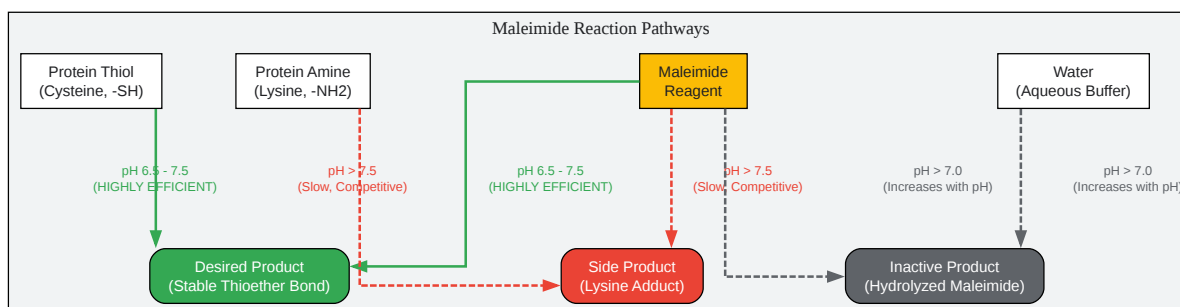 Maleimide Reaction Pathways
Protein Thiol
(Cysteine, -SH)
Protein Amine
(Lysine, -NH2)
Maleimide
Reagent
Water
(Aqueous Buffer)
pH 6.5 - 7.5
(HIGHLY EFFICIENT)
pH > 7.5
(Slow, Competitive)
pH 6.5 - 7.5
(HIGHLY EFFICIENT)
pH > 7.5
(Slow, Competitive)
pH > 7.0
(Increases with pH)
pH > 7.0
(Increases with pH)
Desired Product
(Stable Thioether Bond)
Side Product
(Lysine Adduct)
Inactive Product
(Hydrolyzed Maleimide)